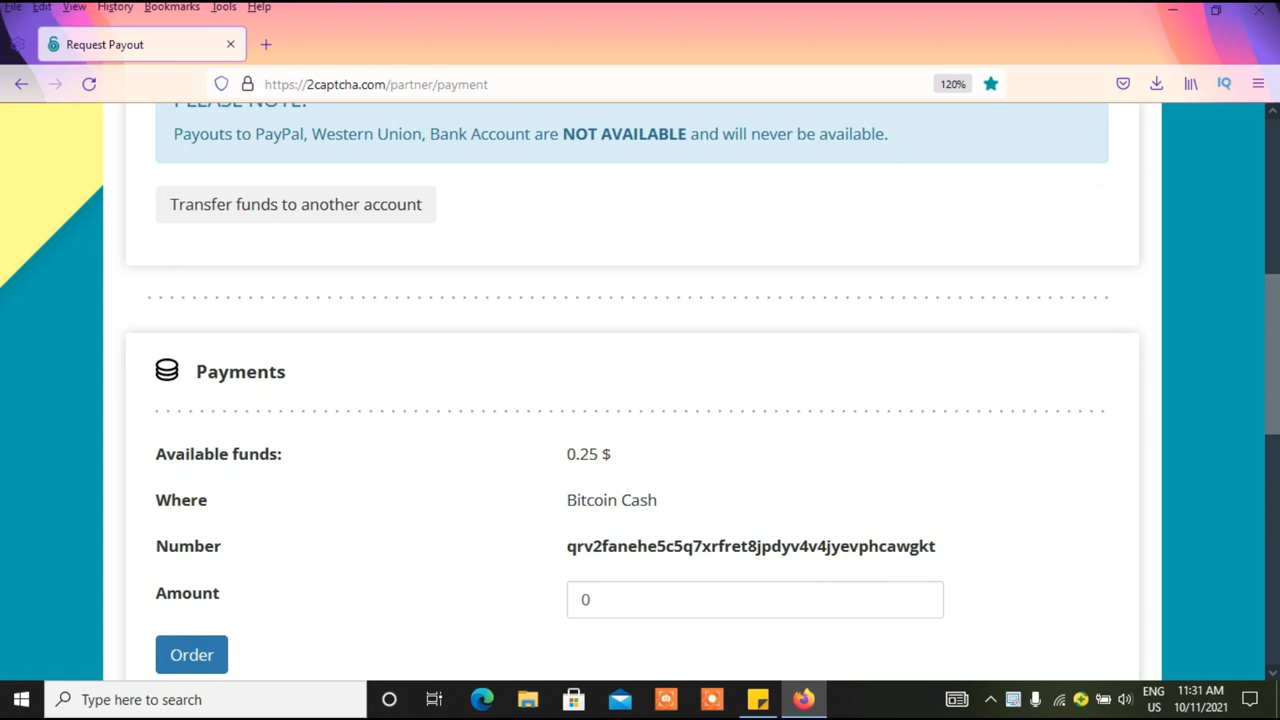 File Edit View History Bookmarks Tools Help
Request Payout
https://2captcha.com/partner/payment 120% IQ
PLEASE NOTE:
Payouts to PayPal, Western Union, Bank Account are NOT AVAILABLE and will never be available.
Transfer funds to another account
Payments
Available funds: 0.25 $
Where Bitcoin Cash
Number qrv2fanehe5c5q7xrfret8jpdyv4v4jyevphcawgkt
Amount 0
Order
Type here to search
ENG
US
11:31 AM
10/11/2021